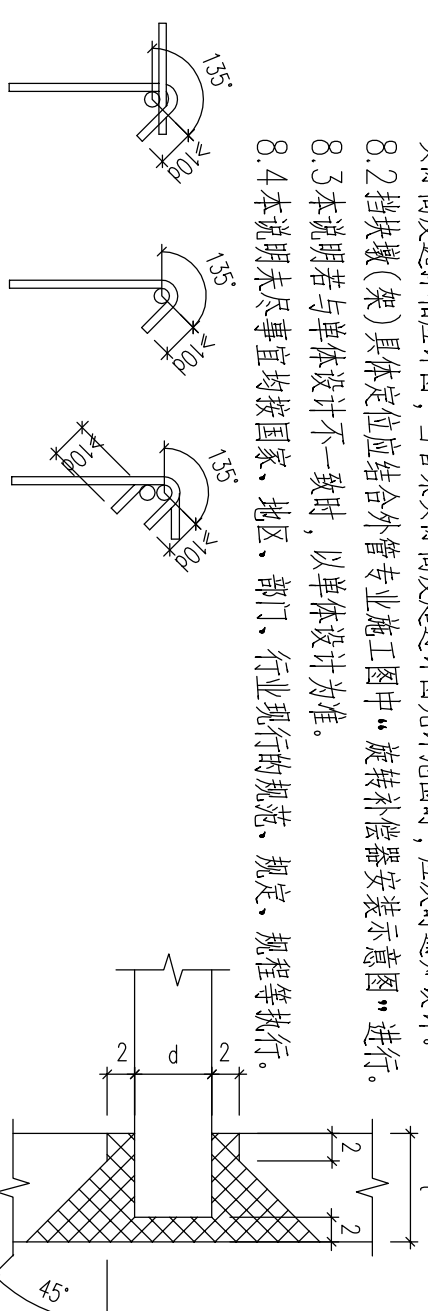 8.2挡块墩(架)具体定位应结合外管专业施工图中“旋转补偿器安装示意图”进行。
8.3本说明若与单体设计不一致时，以单体设计为准。
8.4本说明未尽事宜均按国家、地区、部门、行业现行的规范、规定、规程等执行。
135°
≥10d
135°
≥10d
135°
≥10d
≥10d
2
d
2
2
2
45°